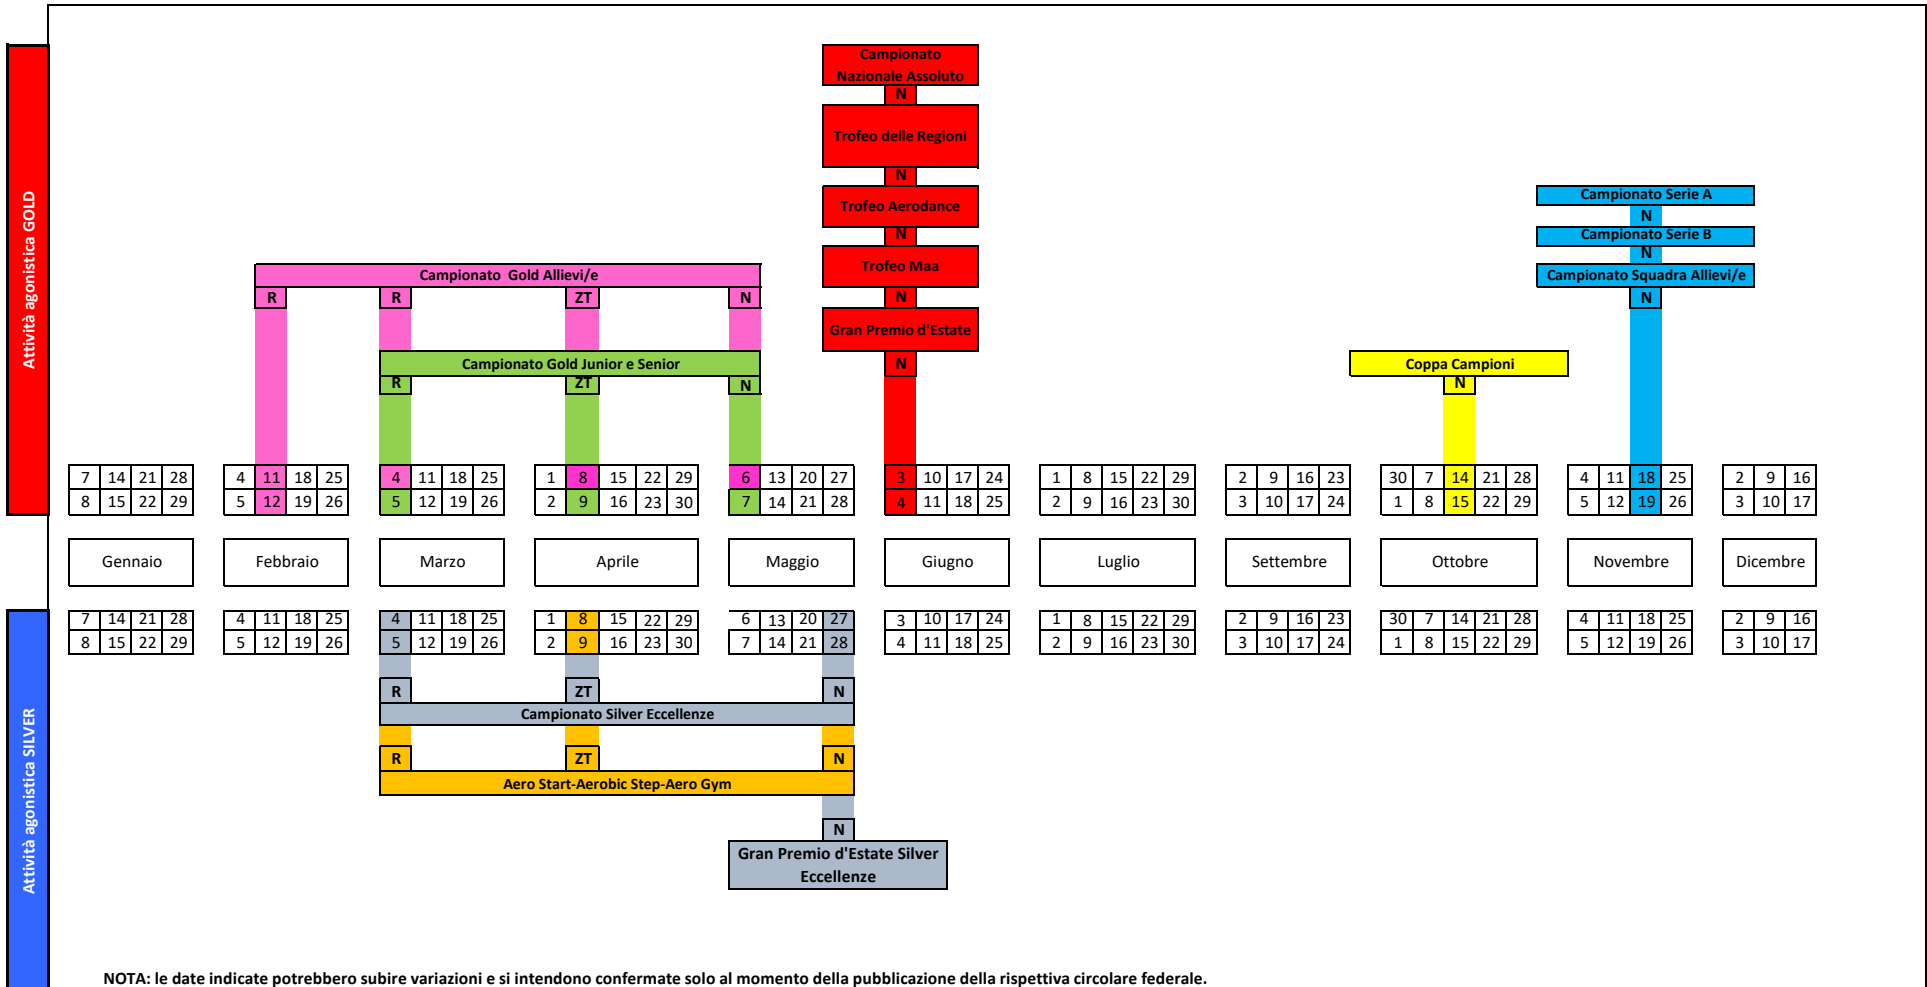 Attività agonistica GOLD
Campionato
Nazionale Assoluto
N
Trofeo delle Regioni
N
Trofeo Aerodance
N
Trofeo Maa
N
Gran Premio d'Estate
N
Campionato Serie A
N
Campionato Serie B
N
Campionato Squadra Allievi/e
N
Campionato Gold Allievi/e
R R ZT N
Campionato Gold Junior e Senior
R ZT N
Coppa Campioni
N
7 14 21 28 4 11 18 25 4 11 18 25 1 8 15 22 29 6 13 20 27 3 10 17 24 1 8 15 22 29 2 9 16 23 30 7 14 21 28 4 11 18 25 2 9 16
8 15 22 29 5 12 19 26 5 12 19 26 2 9 16 23 30 7 14 21 28 4 11 18 25 2 9 16 23 30 3 10 17 24 1 8 15 22 29 5 12 19 26 3 10 17
Gennaio Febbraio Marzo Aprile Maggio Giugno Luglio Settembre Ottobre Novembre Dicembre
Attività agonistica SILVER
7 14 21 28 4 11 18 25 4 11 18 25 1 8 15 22 29 6 13 20 27 3 10 17 24 1 8 15 22 29 2 9 16 23 30 7 14 21 28 4 11 18 25 2 9 16
8 15 22 29 5 12 19 26 5 12 19 26 2 9 16 23 30 7 14 21 28 4 11 18 25 2 9 16 23 30 3 10 17 24 1 8 15 22 29 5 12 19 26 3 10 17
R ZT N
Campionato Silver Eccellenze
R ZT N
Aero Start-Aerobic Step-Aero Gym
N
Gran Premio d'Estate Silver
Eccellenze
NOTA: le date indicate potrebbero subire variazioni e si intendono confermate solo al momento della pubblicazione della rispettiva circolare federale.